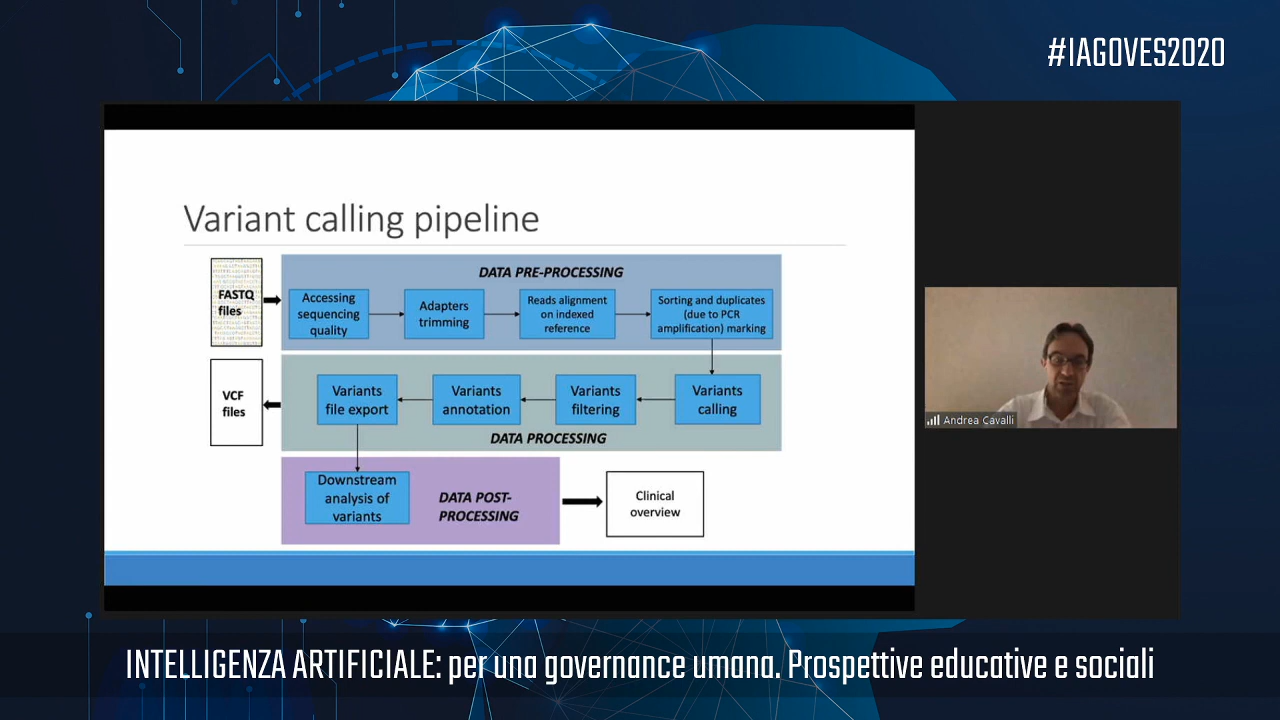 #IAGOVES2020
Variant calling pipeline
FASTQ
files
DATA PRE-PROCESSING
Accessing
sequencing
quality
Adapters
trimming
Reads alignment
on indexed
reference
Sorting and duplicates
(due to PCR
amplification) marking
VCF
files
Variants
file export
Variants
annotation
Variants
filtering
Variants
calling
DATA PROCESSING
Downstream
analysis of
variants
DATA POST-
PROCESSING
Clinical
overview
Andrea Cavalli
INTELLIGENZA ARTIFICIALE: per una governance umana. Prospettive educative e sociali